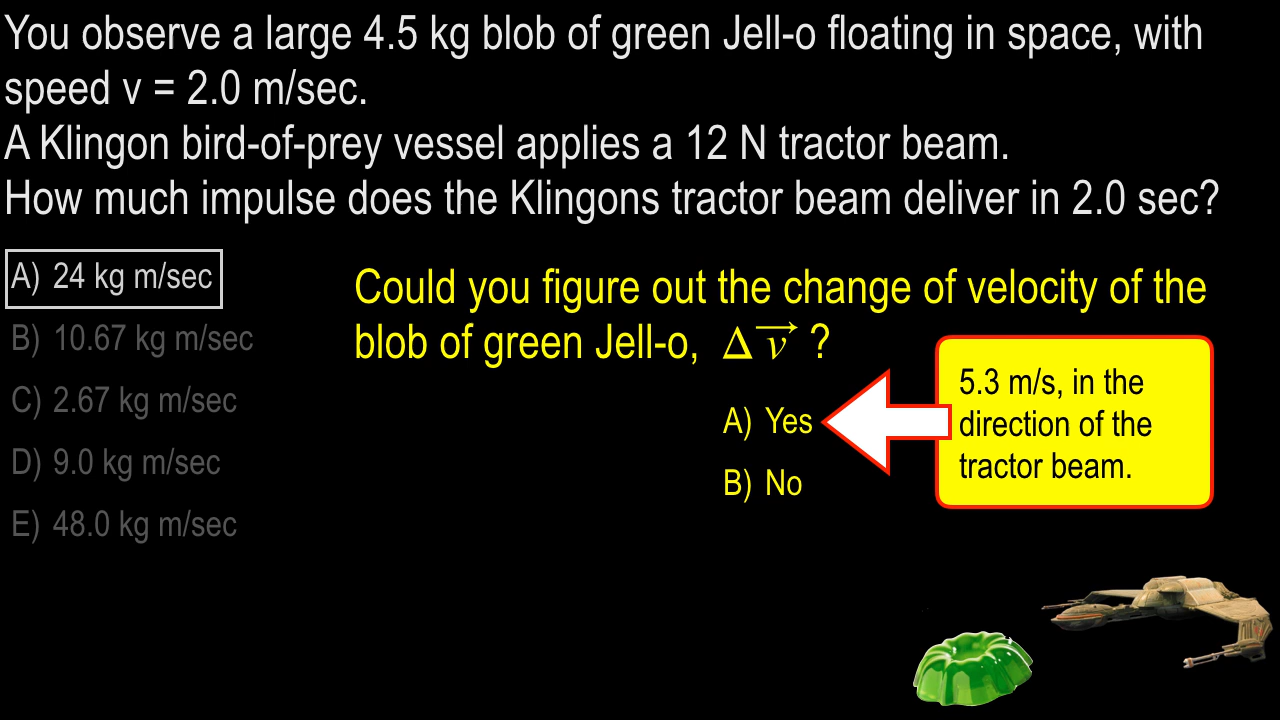 You observe a large 4.5 kg blob of green Jell-o floating in space, with
speed v = 2.0 m/sec.
A Klingon bird-of-prey vessel applies a 12 N tractor beam.
How much impulse does the Klingons tractor beam deliver in 2.0 sec?
A) 24 kg m/sec
B) 10.67 kg m/sec
C) 2.67 kg m/sec
D) 9.0 kg m/sec
E) 48.0 kg m/sec
Could you figure out the change of velocity of the
blob of green Jell-o, Δv⃗ ?
A) Yes
B) No
5.3 m/s, in the
direction of the
tractor beam.